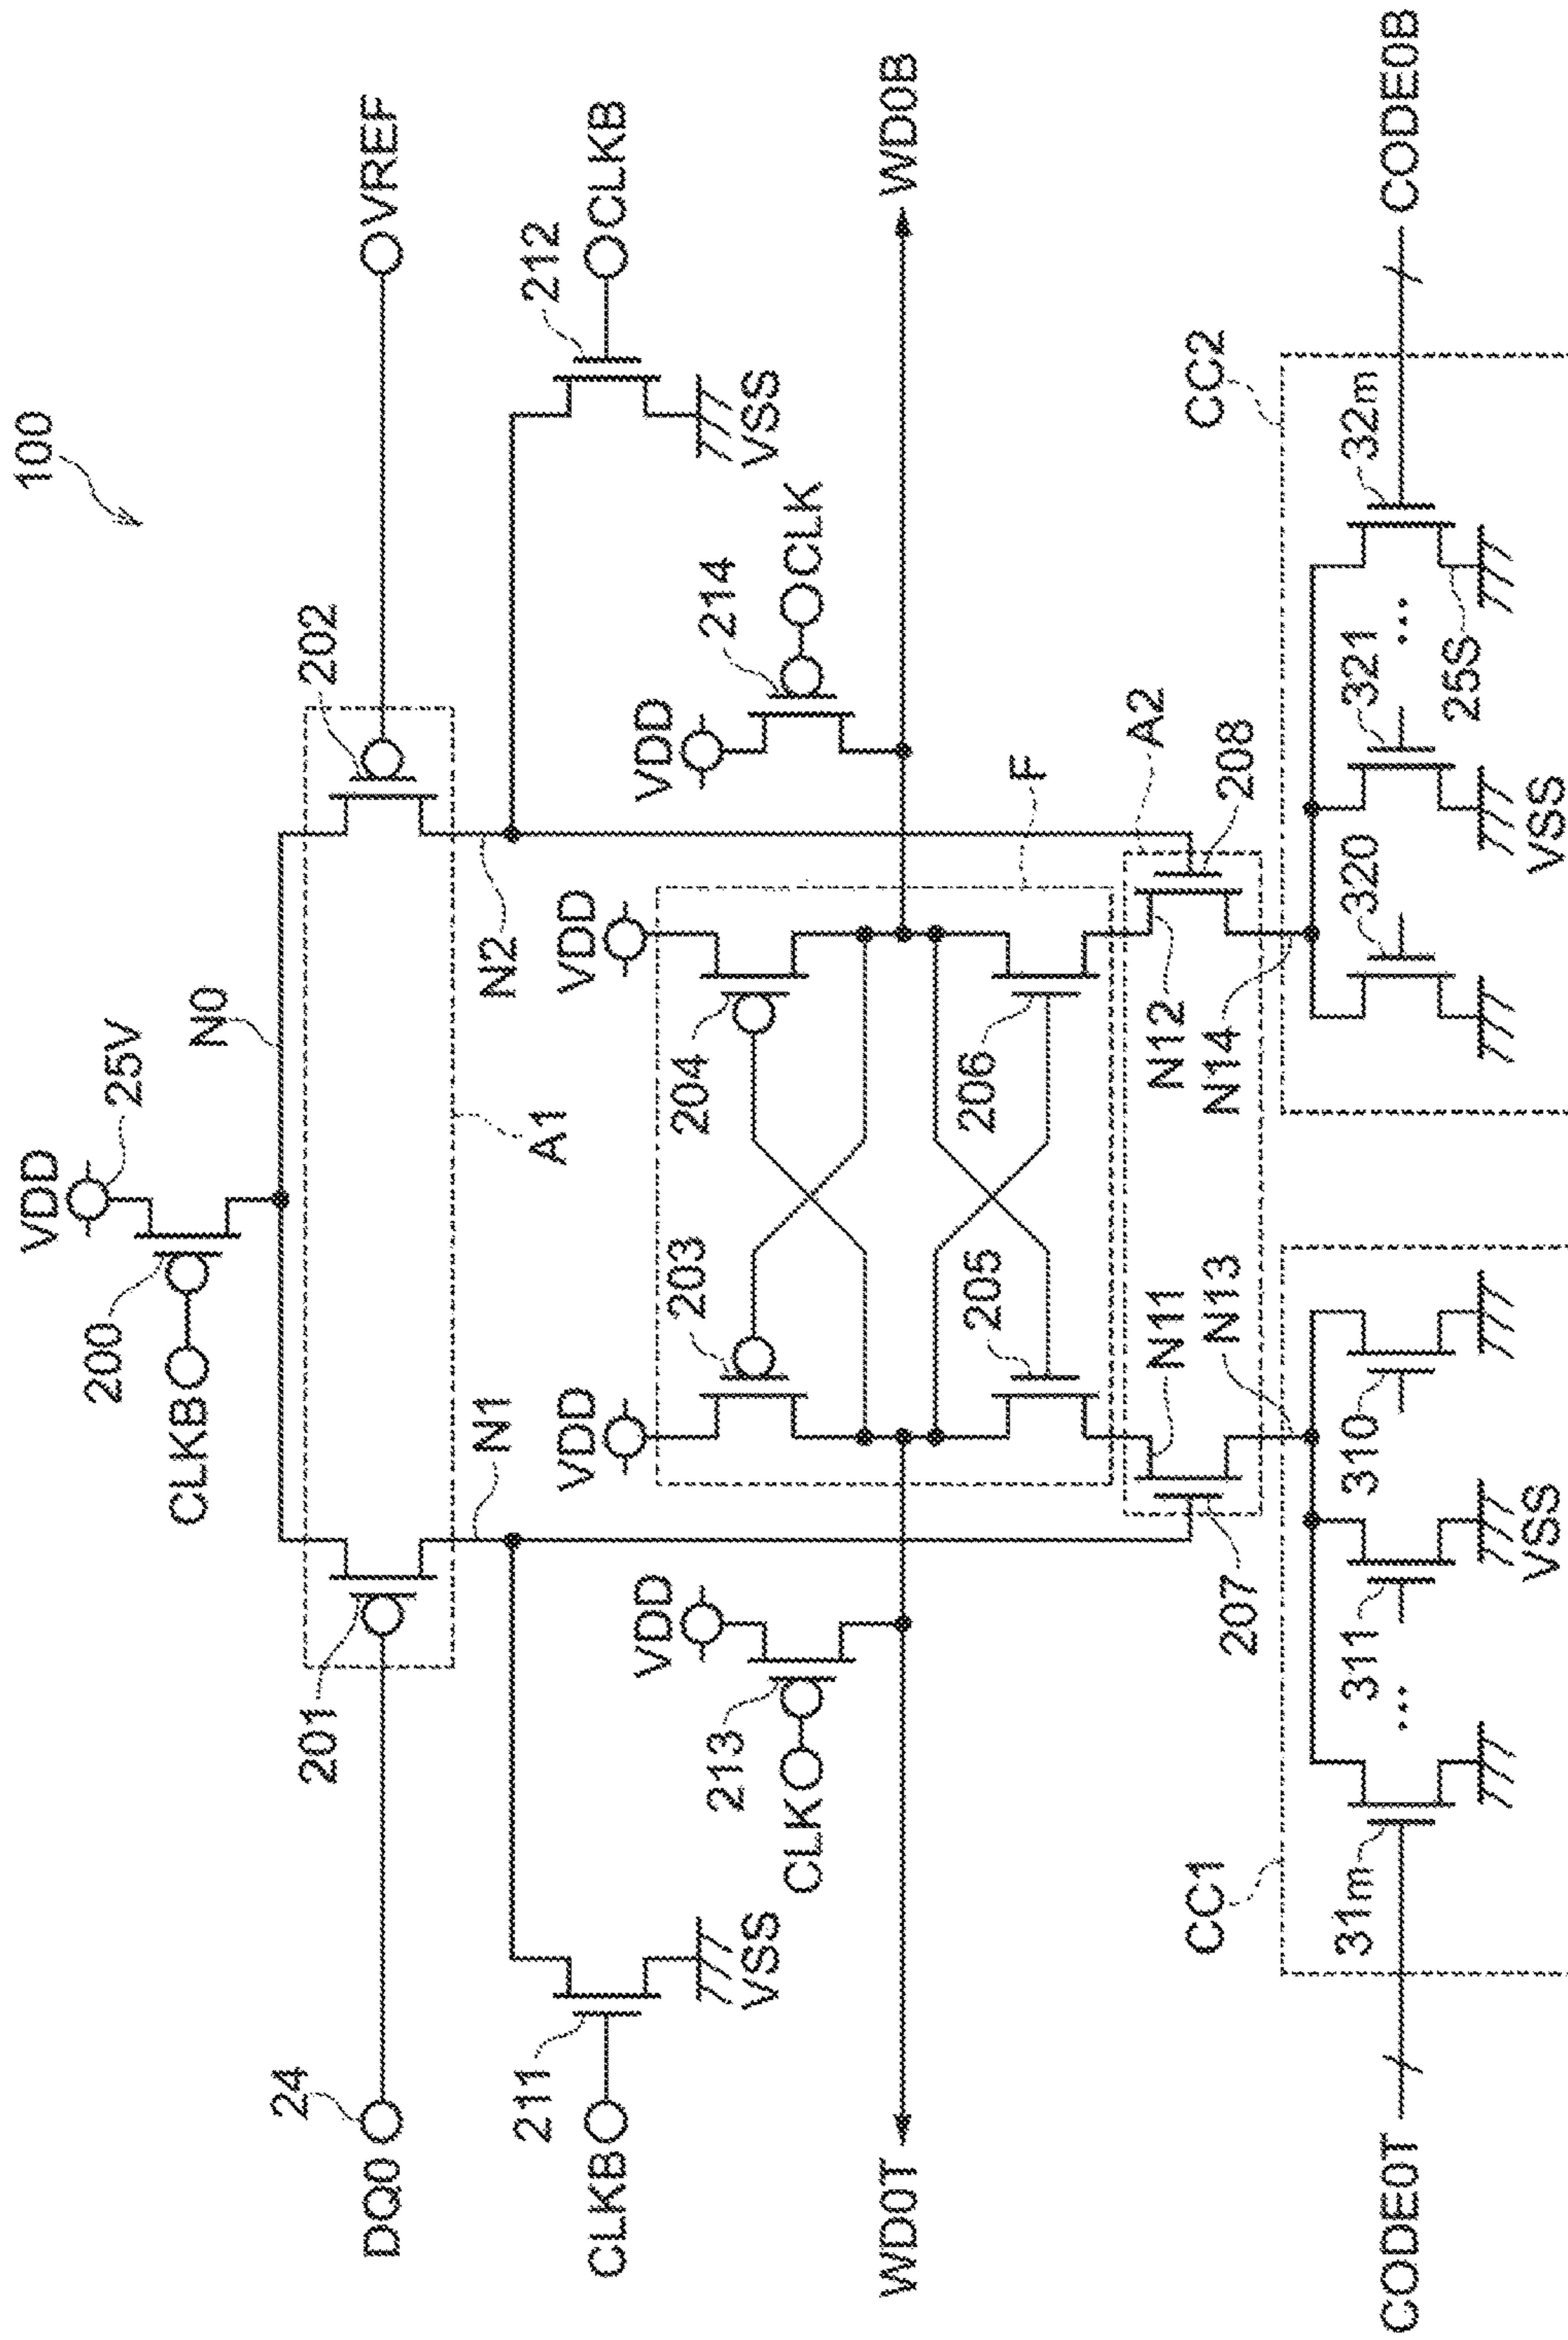 100
VDD
25V
N0
200
CLKB
201
202
DQ0
24
VREF
A1
N1
N2
211
CLKB
VSS
212
CLKB
VSS
VDD
VDD
203
204
VDD
213
CLK
VDD
214
CLK
WD0T
WD0B
F
205
206
N11
N12
A2
207
208
N13
N14
CC1
CC2
31m
...
311
310
320
321
...
32m
CODE0T
CODE0B
25S
VSS
VSS